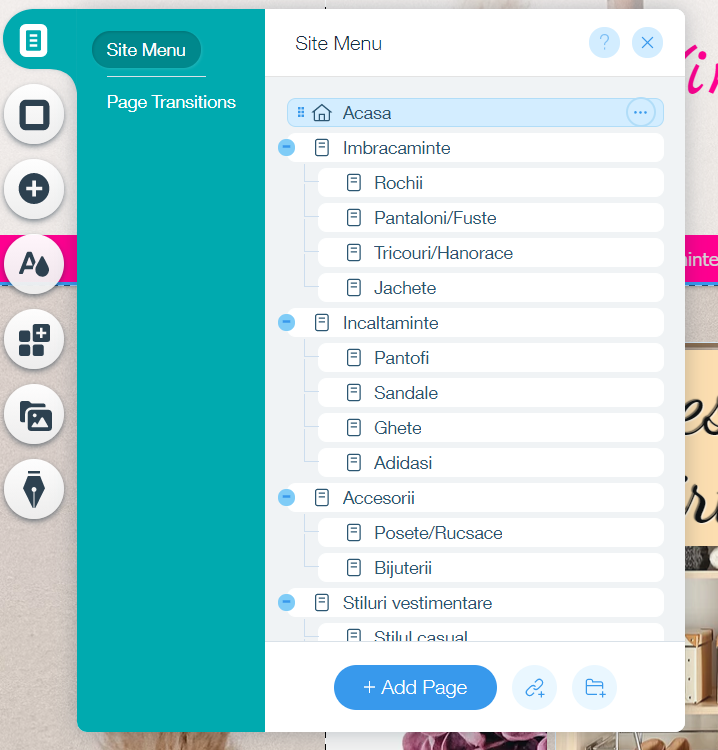 Site Menu
Page Transitions
Site Menu
?
Acasa
Imbracaminte
Rochii
Pantaloni/Fuste
Tricouri/Hanorace
Jachete
Incaltaminte
Pantofi
Sandale
Ghete
Adidasi
Accesorii
Posete/Rucsace
Bijuterii
Stiluri vestimentare
Stilul casual
+ Add Page